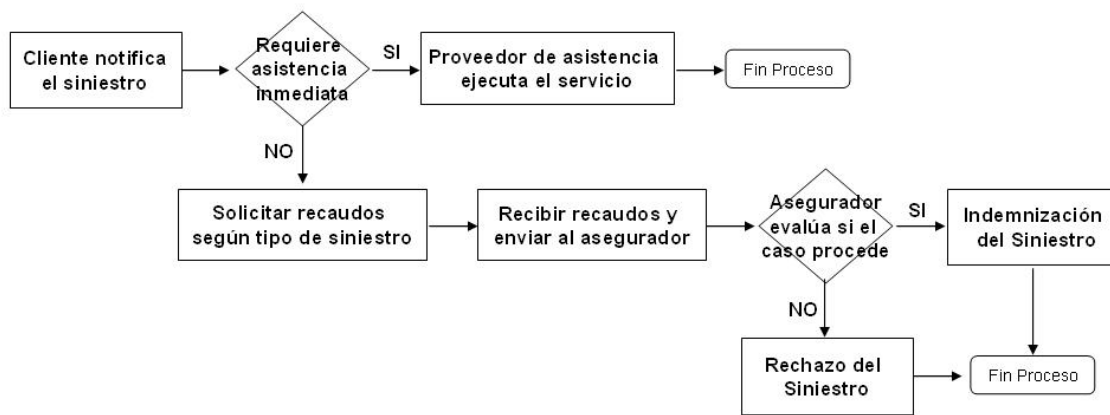 Cliente notifica
el siniestro
Requiere
asistencia
inmediata
SI
Proveedor de asistencia
ejecuta el servicio
Fin Proceso
NO
Solicitar recaudos
según tipo de siniestro
Recibir recaudos y
enviar al asegurador
Asegurador
evalúa si el
caso procede
SI
Indemnización
del Siniestro
NO
Rechazo del
Siniestro
Fin Proceso